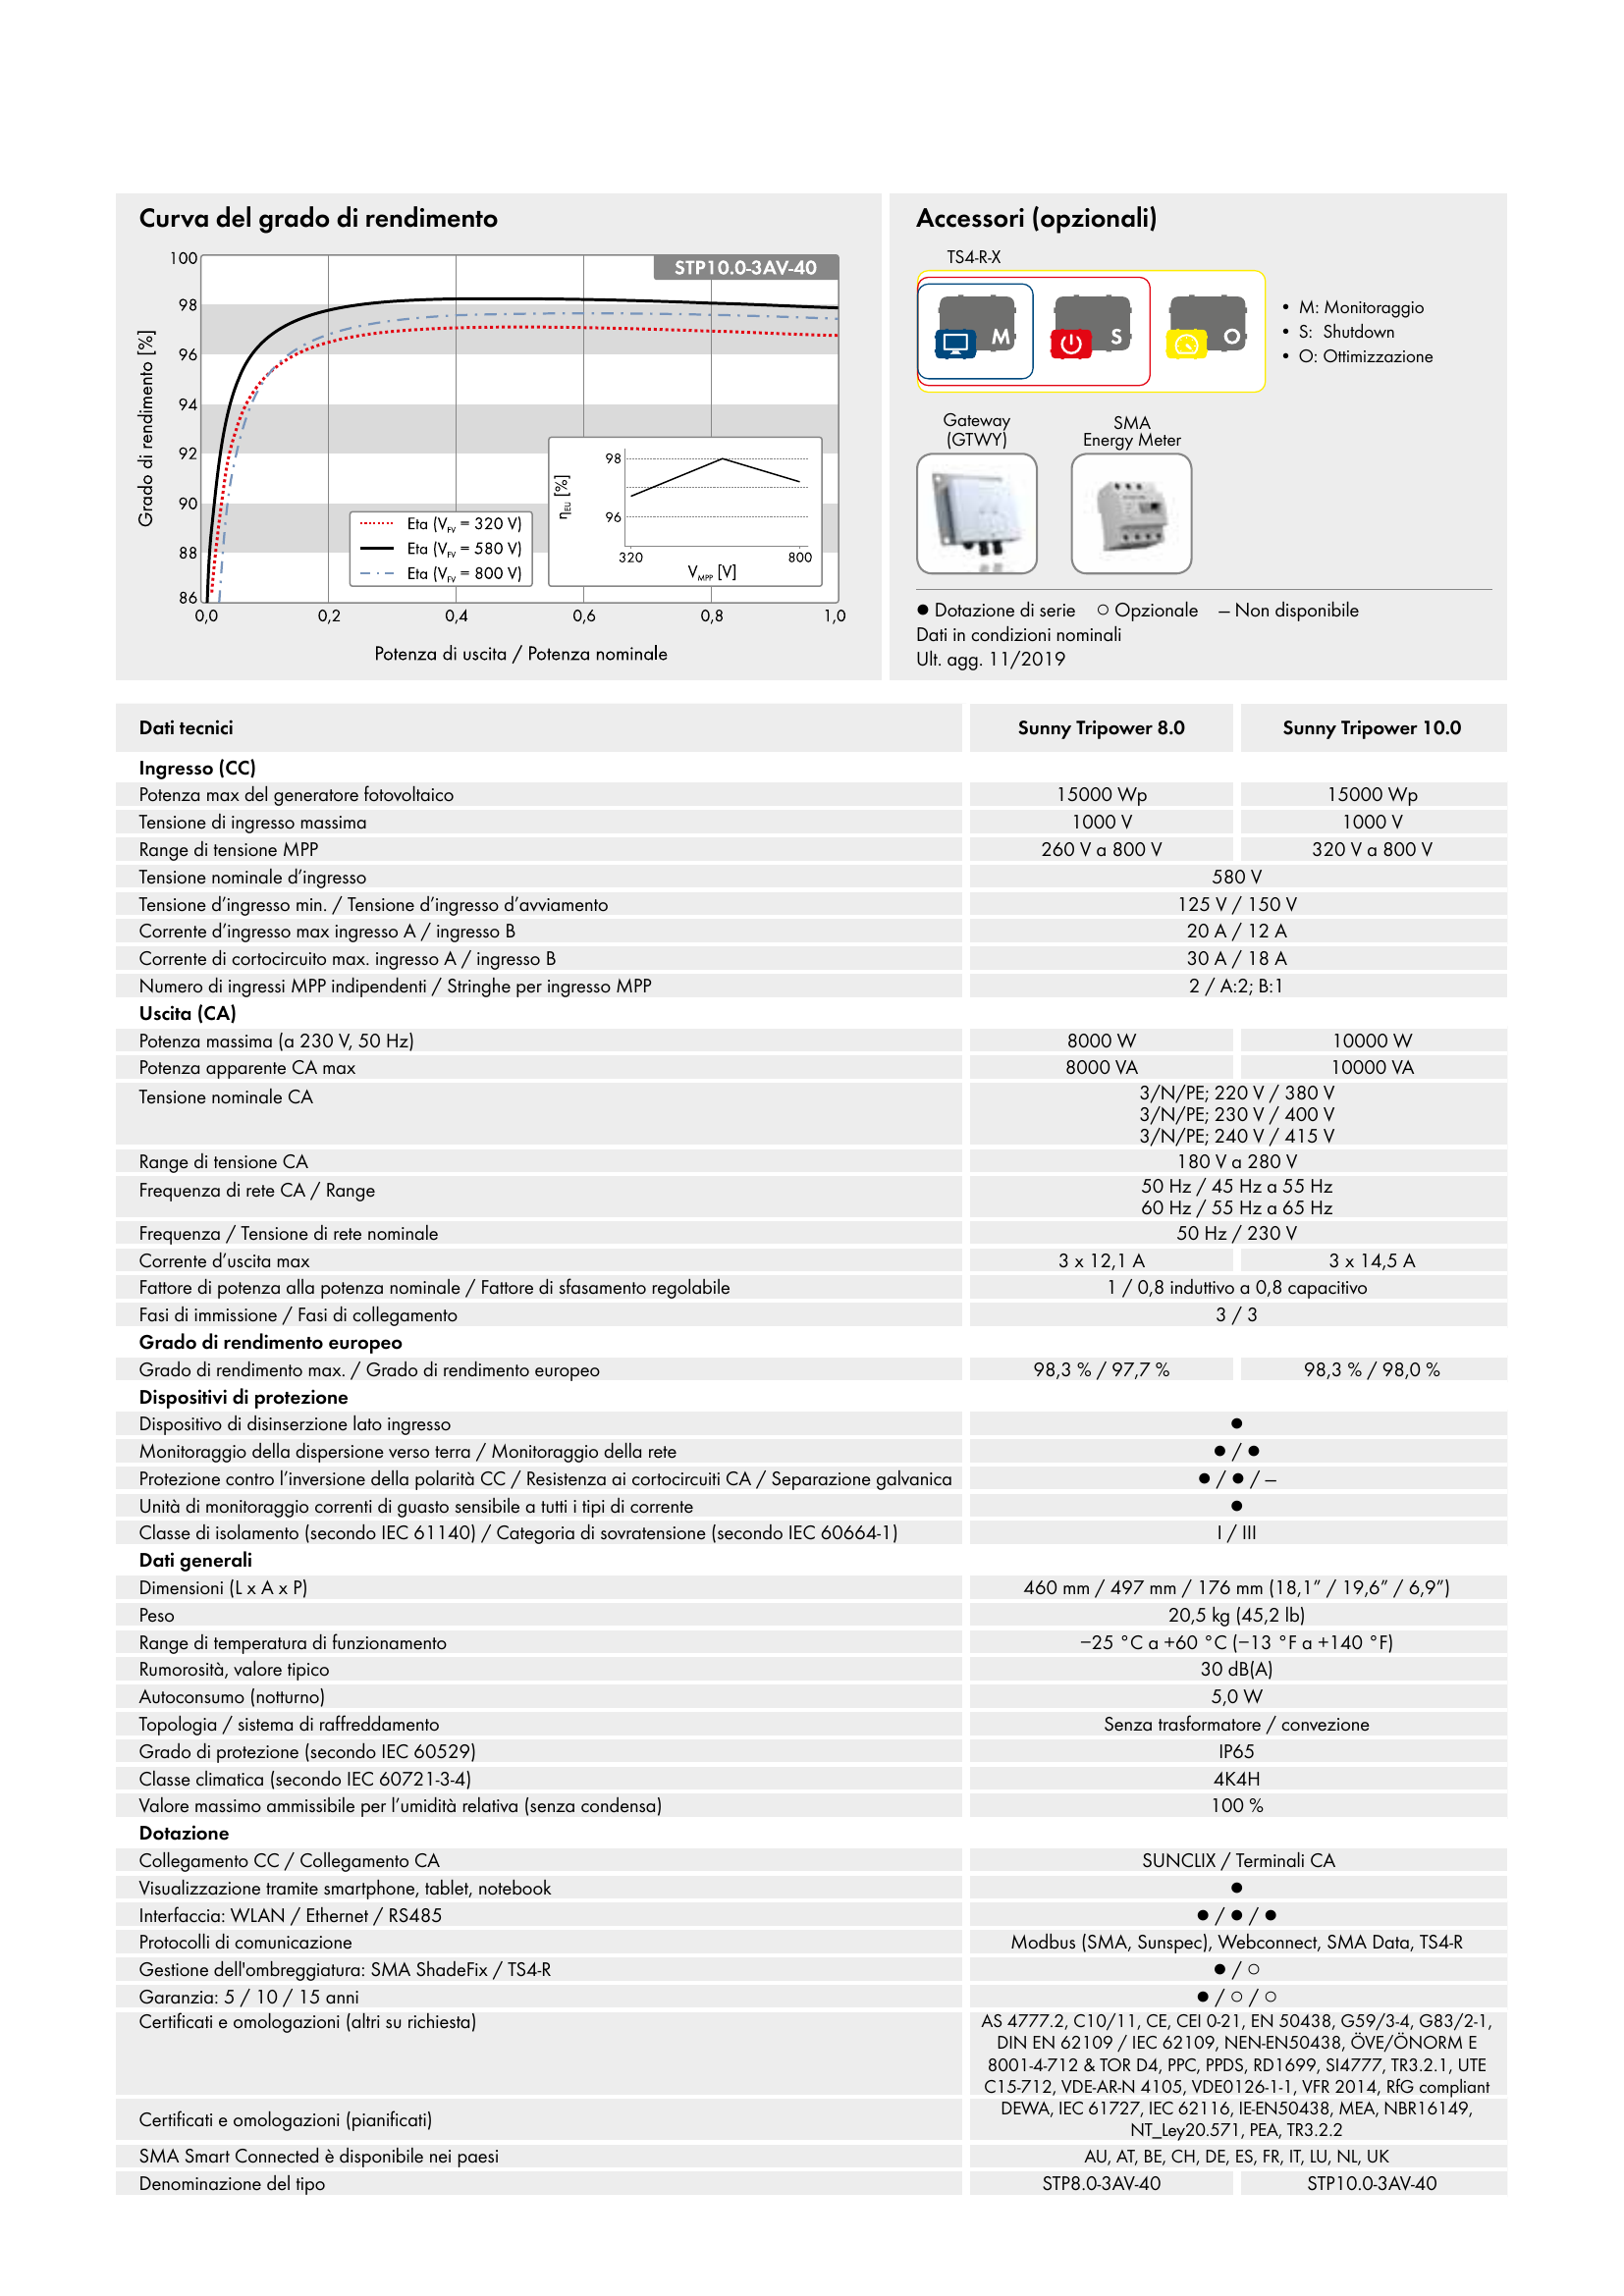 Curva del grado di rendimento
STP10.0-3AV-40
Grado di rendimento [%]
100
98
96
94
92
90
88
86
0,0
0,2
0,4
0,6
0,8
1,0
Potenza di uscita / Potenza nominale
Eta (VFV = 320 V)
Eta (VFV = 580 V)
Eta (VFV = 800 V)
ηEU [%]
98
96
320
800
VMPP [V]
Accessori (opzionali)
TS4-R-X
M
S
O
• M: Monitoraggio
• S: Shutdown
• O: Ottimizzazione
Gateway
(GTWY)
SMA
Energy Meter
● Dotazione di serie ○ Opzionale – Non disponibile
Dati in condizioni nominali
Ult. agg. 11/2019
Dati tecnici Sunny Tripower 8.0 Sunny Tripower 10.0
Ingresso (CC)
Potenza max del generatore fotovoltaico 15000 Wp 15000 Wp
Tensione di ingresso massima 1000 V 1000 V
Range di tensione MPP 260 V a 800 V 320 V a 800 V
Tensione nominale d’ingresso 580 V
Tensione d’ingresso min. / Tensione d’ingresso d’avviamento 125 V / 150 V
Corrente d’ingresso max ingresso A / ingresso B 20 A / 12 A
Corrente di cortocircuito max. ingresso A / ingresso B 30 A / 18 A
Numero di ingressi MPP indipendenti / Stringhe per ingresso MPP 2 / A:2; B:1
Uscita (CA)
Potenza massima (a 230 V, 50 Hz) 8000 W 10000 W
Potenza apparente CA max 8000 VA 10000 VA
Tensione nominale CA 3/N/PE; 220 V / 380 V
3/N/PE; 230 V / 400 V
3/N/PE; 240 V / 415 V
Range di tensione CA 180 V a 280 V
Frequenza di rete CA / Range 50 Hz / 45 Hz a 55 Hz
60 Hz / 55 Hz a 65 Hz
Frequenza / Tensione di rete nominale 50 Hz / 230 V
Corrente d’uscita max 3 x 12,1 A 3 x 14,5 A
Fattore di potenza alla potenza nominale / Fattore di sfasamento regolabile 1 / 0,8 induttivo a 0,8 capacitivo
Fasi di immissione / Fasi di collegamento 3 / 3
Grado di rendimento europeo
Grado di rendimento max. / Grado di rendimento europeo 98,3 % / 97,7 % 98,3 % / 98,0 %
Dispositivi di protezione
Dispositivo di disinserzione lato ingresso ●
Monitoraggio della dispersione verso terra / Monitoraggio della rete ● / ●
Protezione contro l’inversione della polarità CC / Resistenza ai cortocircuiti CA / Separazione galvanica ● / ● / –
Unità di monitoraggio correnti di guasto sensibile a tutti i tipi di corrente ●
Classe di isolamento (secondo IEC 61140) / Categoria di sovratensione (secondo IEC 60664-1) I / III
Dati generali
Dimensioni (L x A x P) 460 mm / 497 mm / 176 mm (18,1” / 19,6” / 6,9”)
Peso 20,5 kg (45,2 lb)
Range di temperatura di funzionamento −25 °C a +60 °C (−13 °F a +140 °F)
Rumorosità, valore tipico 30 dB(A)
Autoconsumo (notturno) 5,0 W
Topologia / sistema di raffreddamento Senza trasformatore / convezione
Grado di protezione (secondo IEC 60529) IP65
Classe climatica (secondo IEC 60721-3-4) 4K4H
Valore massimo ammissibile per l’umidità relativa (senza condensa) 100 %
Dotazione
Collegamento CC / Collegamento CA SUNCLIX / Terminali CA
Visualizzazione tramite smartphone, tablet, notebook ●
Interfaccia: WLAN / Ethernet / RS485 ● / ● / ●
Protocolli di comunicazione Modbus (SMA, Sunspec), Webconnect, SMA Data, TS4-R
Gestione dell'ombreggiatura: SMA ShadeFix / TS4-R ● / ○
Garanzia: 5 / 10 / 15 anni ● / ○ / ○
Certificati e omologazioni (altri su richiesta) AS 4777.2, C10/11, CE, CEI 0-21, EN 50438, G59/3-4, G83/2-1,
DIN EN 62109 / IEC 62109, NEN-EN50438, ÖVE/ÖNORM E
8001-4-712 & TOR D4, PPC, PPDS, RD1699, SI4777, TR3.2.1, UTE
C15-712, VDE-AR-N 4105, VDE0126-1-1, VFR 2014, RfG compliant
Certificati e omologazioni (pianificati) DEWA, IEC 61727, IEC 62116, IE-EN50438, MEA, NBR16149,
NT_Ley20.571, PEA, TR3.2.2
SMA Smart Connected è disponibile nei paesi AU, AT, BE, CH, DE, ES, FR, IT, LU, NL, UK
Denominazione del tipo STP8.0-3AV-40 STP10.0-3AV-40